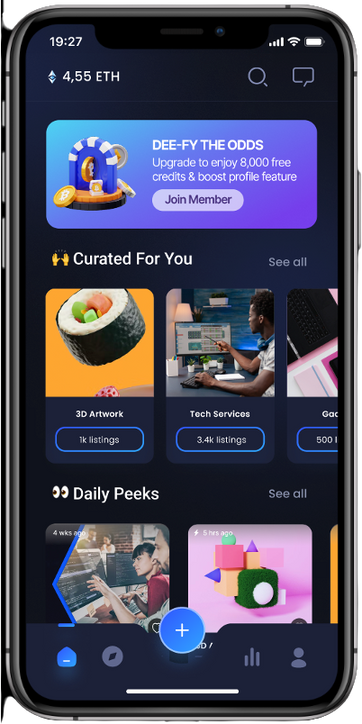 19:27
4,55 ETH
DEE-FY THE ODDS
Upgrade to enjoy 8,000 free
credits & boost profile feature
Join Member
🙌 Curated For You
See all
3D Artwork
Tech Services
1k listings
3.4k listings
500 l
👀 Daily Peeks
See all
4 wks ago
5 hrs ago